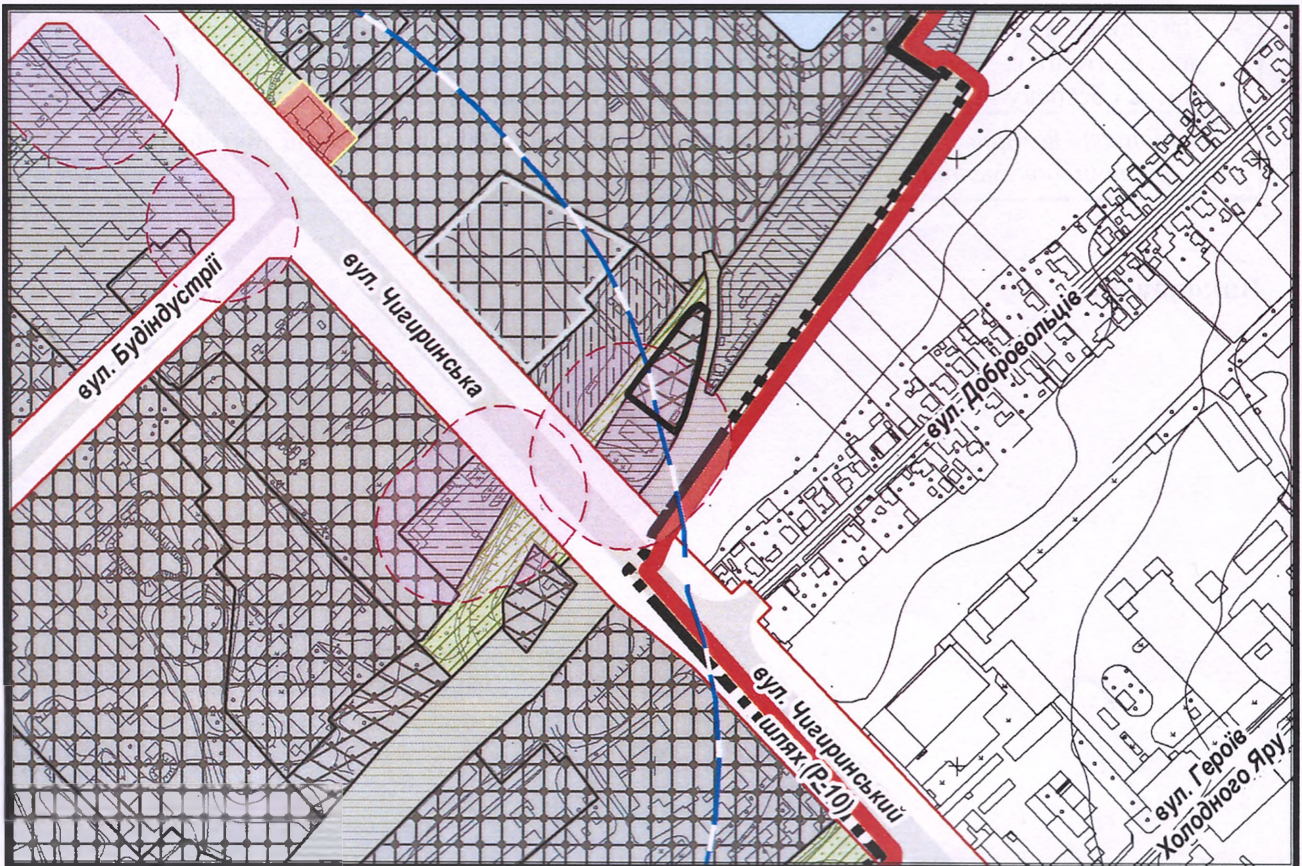 вул. Будіндустрії
вул. Чигиринська
вул. Добровольців
вул. Чигиринський
шлях (Р-10)
вул. Героїв
Холодного Яру